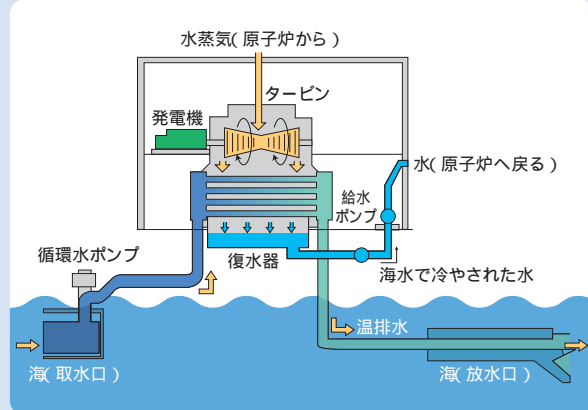 水蒸気(原子炉から)
タービン
発電機
水(原子炉へ戻る)
給水
ポンプ
循環水ポンプ
復水器
海水で冷やされた水
温排水
海(取水口)
海(放水口)